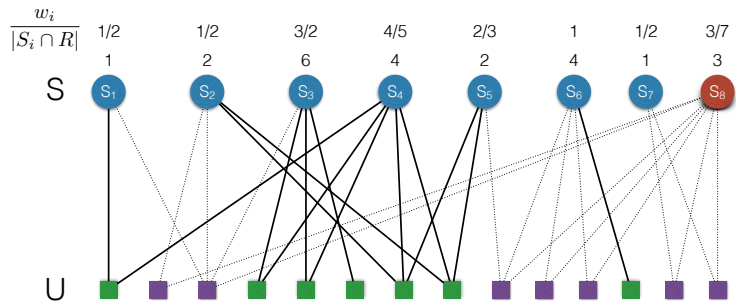 w_i / |S_i ∩ R| 1/2 1/2 3/2 4/5 2/3 1 1/2 3/7
1 2 6 4 2 4 1 3
S S₁ S₂ S₃ S₄ S₅ S₆ S₇ S₈
U